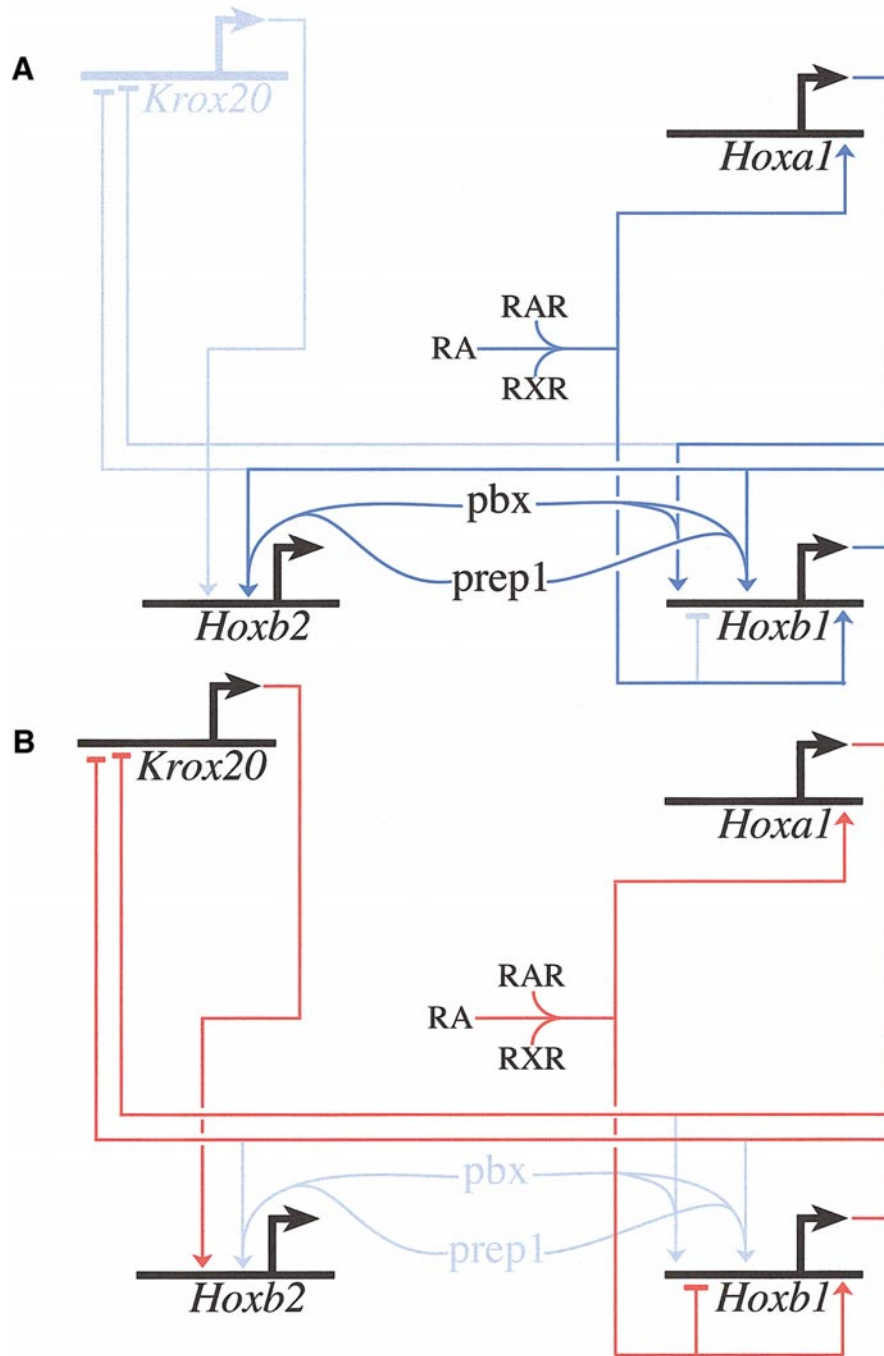 A
Krox20
Hoxa1
RAR
RA
RXR
pbx
prep1
Hoxb2
Hoxb1
B
Krox20
Hoxa1
RAR
RA
RXR
pbx
prep1
Hoxb2
Hoxb1